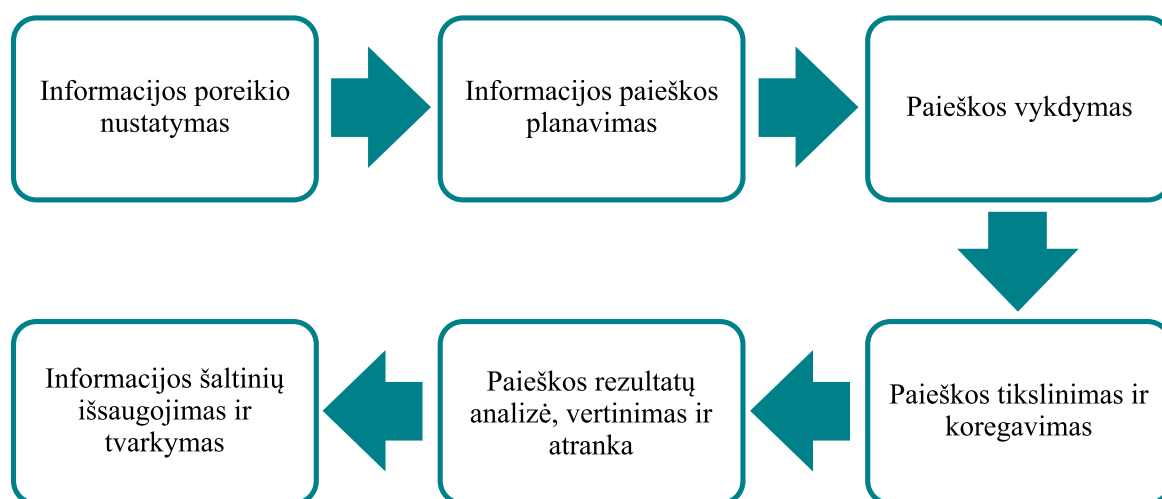 Informacijos poreikio
nustatymas
Informacijos paieškos
planavimas
Paieškos vykdymas
Paieškos tikslinimas ir
koregavimas
Paieškos rezultatų
analizė, vertinimas ir
atranka
Informacijos šaltinių
išsaugojimas ir
tvarkymas